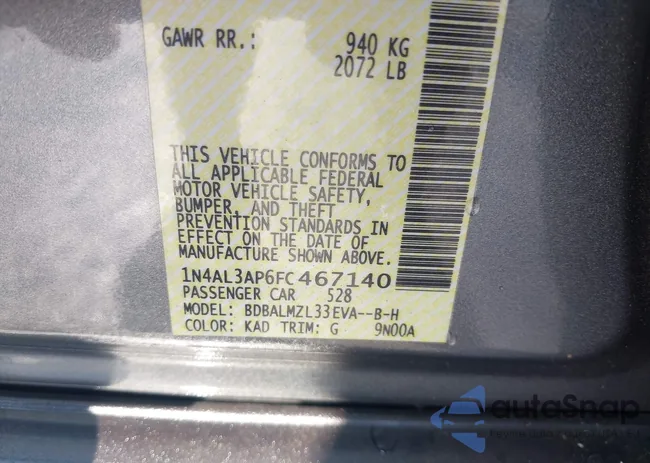 GAWR RR.: 940 KG
2072 LB
THIS VEHICLE CONFORMS TO
ALL APPLICABLE FEDERAL
MOTOR VEHICLE SAFETY,
BUMPER, AND THEFT
PREVENTION STANDARDS IN
EFFECT ON THE DATE OF
MANUFACTURE SHOWN ABOVE.
1N4AL3AP6FC467140
PASSENGER CAR 528
MODEL: BDBALMZL33EVA--B-H
COLOR: KAD TRIM: G 9N00A
autoSnap